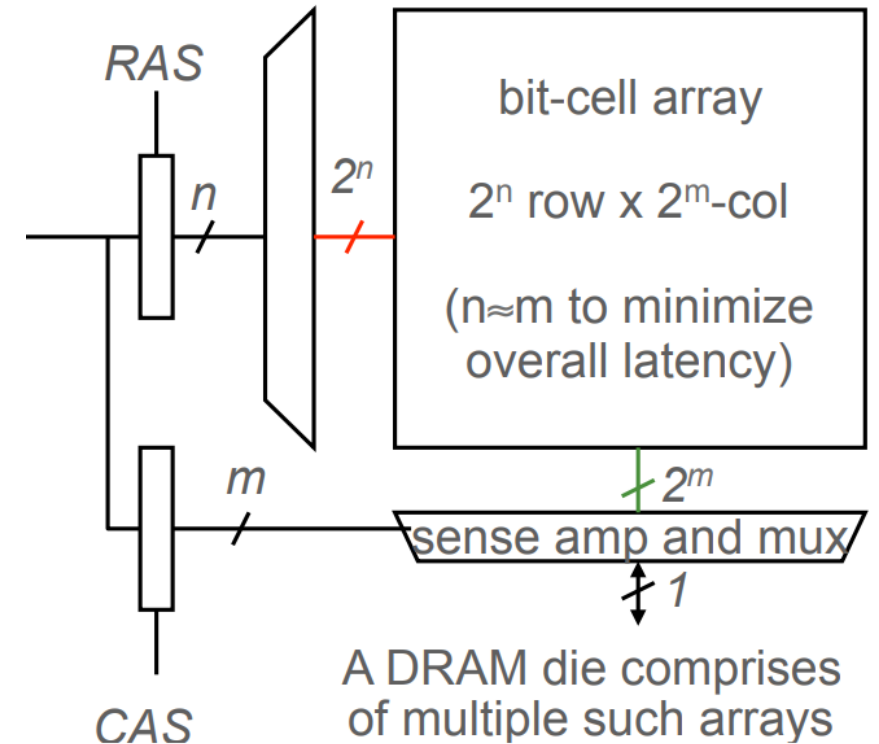 RAS
n
2ⁿ
bit-cell array
2ⁿ row x 2ᵐ-col
(n≈m to minimize
overall latency)
m
2ᵐ
sense amp and mux
1
A DRAM die comprises
of multiple such arrays
CAS